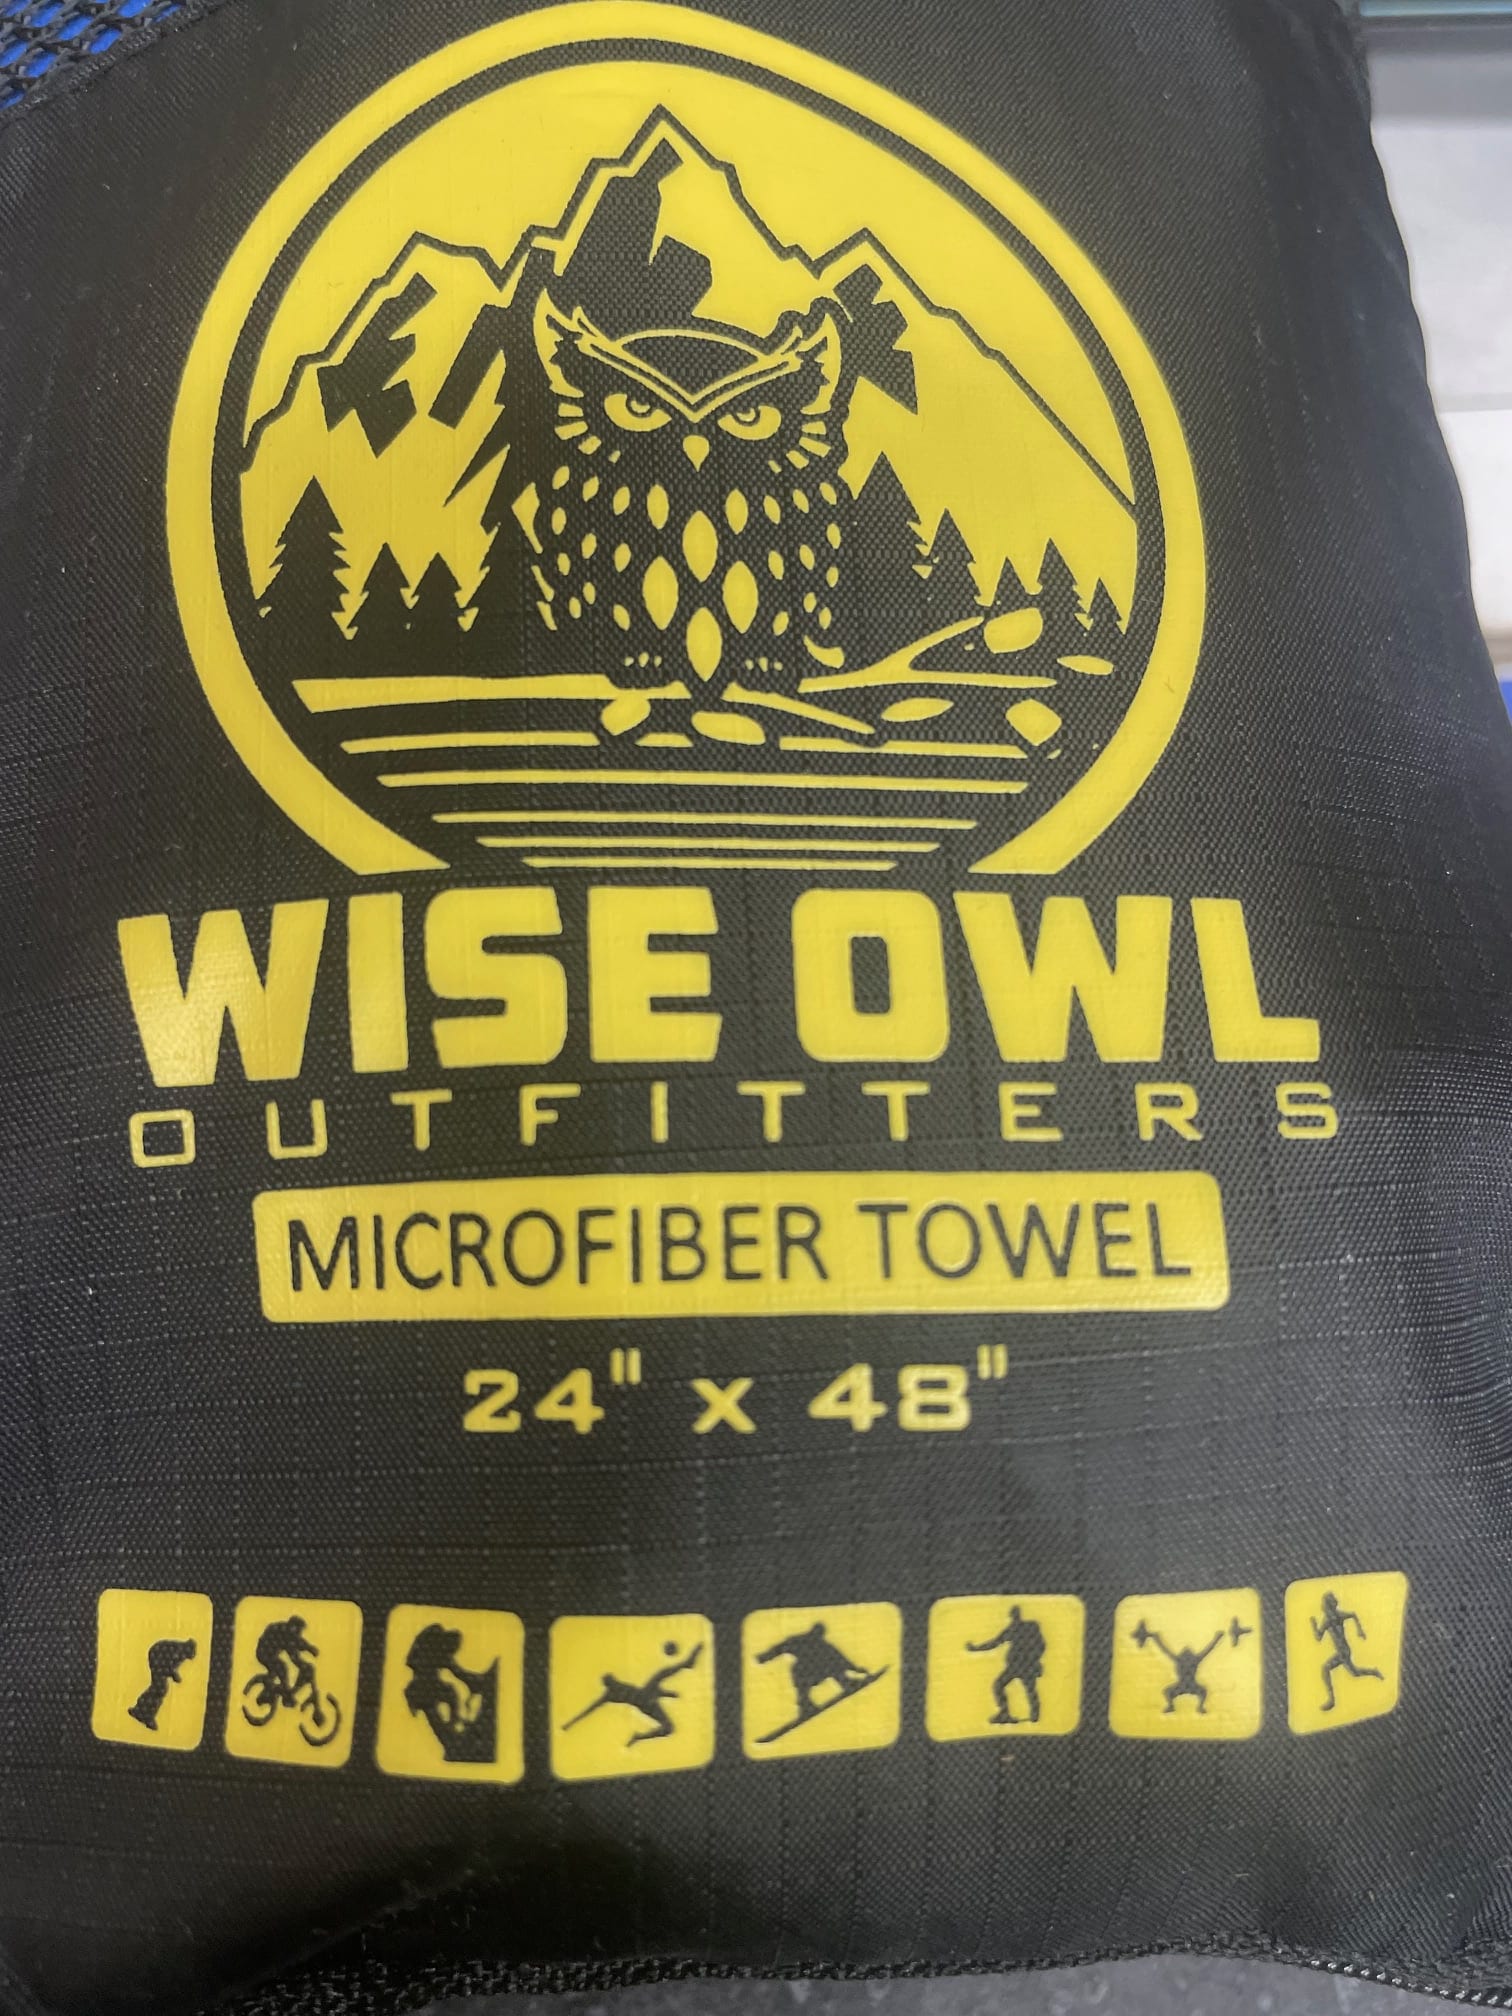 WISE OWL
OUTFITTERS
MICROFIBER TOWEL
24" x 48"